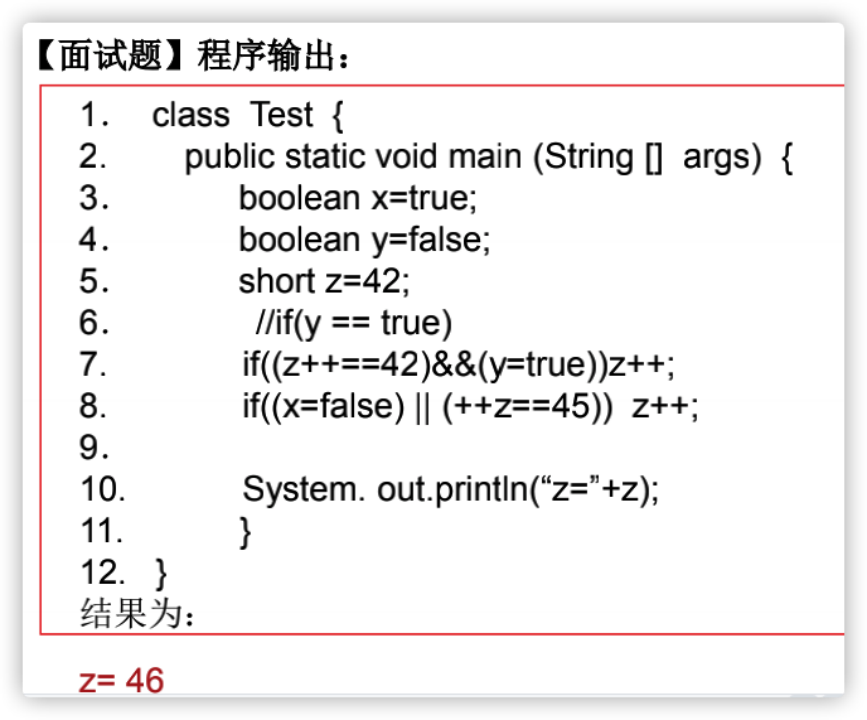 【面试题】程序输出：
1. class Test {
2. public static void main (String [] args) {
3. boolean x=true;
4. boolean y=false;
5. short z=42;
6. //if(y == true)
7. if((z++==42)&&(y=true))z++;
8. if((x=false) || (++z==45)) z++;
9.
10. System. out.println(“z=”+z);
11. }
12. }
结果为：
z= 46